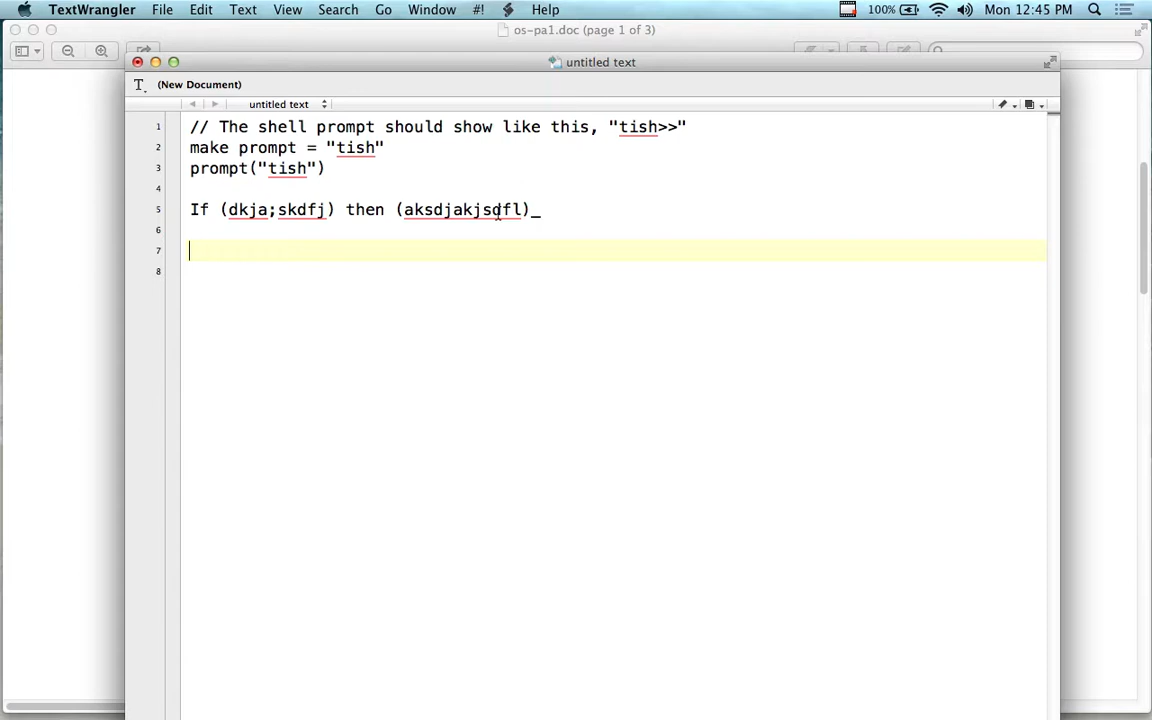 TextWrangler File Edit Text View Search Go Window #! Help 100% Mon 12:45 PM
os-pa1.doc (page 1 of 3)
untitled text
(New Document)
untitled text
1 // The shell prompt should show like this, "tish>>"
2 make prompt = "tish"
3 prompt("tish")
4
5 If (dkja;skdfj) then (aksdjakjsdfl)_
6
7
8